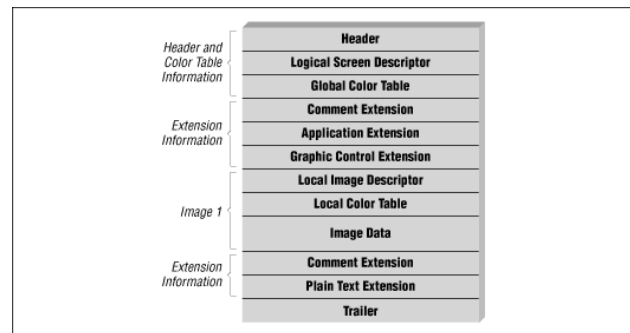 Header and
Color Table
Information
Header
Logical Screen Descriptor
Global Color Table
Extension
Information
Comment Extension
Application Extension
Graphic Control Extension
Image 1
Local Image Descriptor
Local Color Table
Image Data
Extension
Information
Comment Extension
Plain Text Extension
Trailer